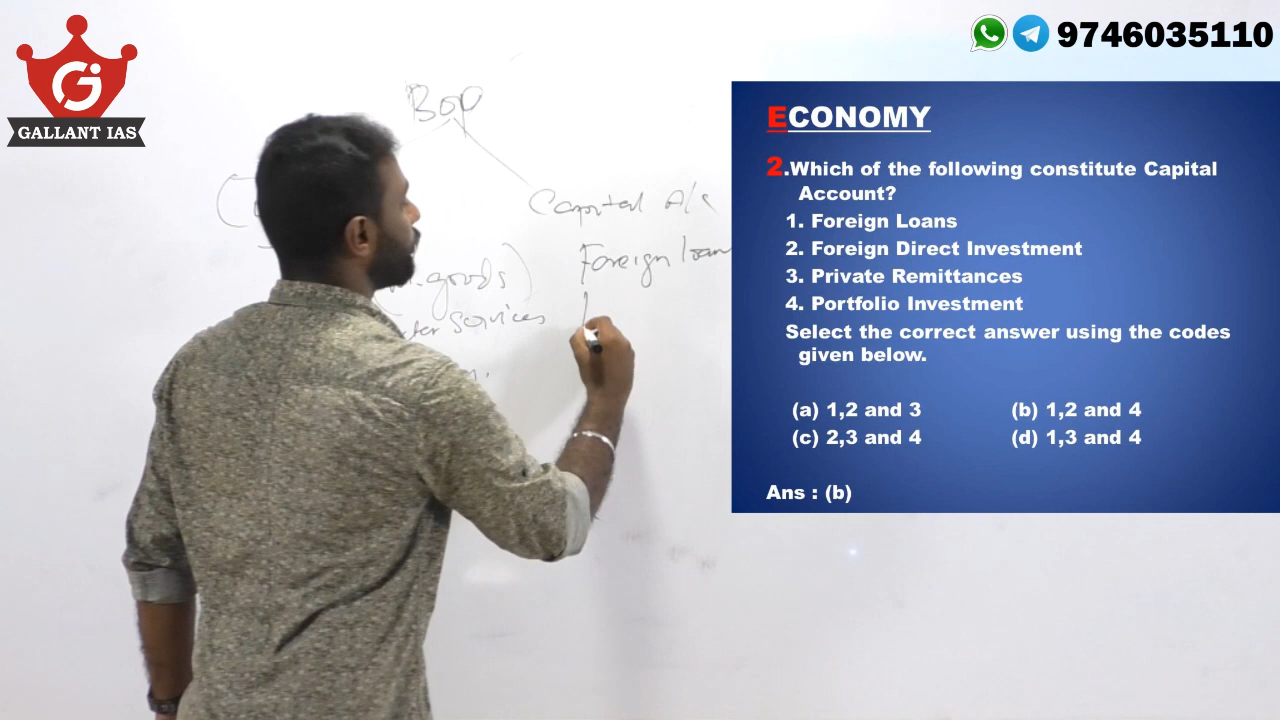 9746035110
GALLANT IAS
BOP
Capital A/c
Foreign loan
goods)
services
ECONOMY
2.Which of the following constitute Capital
Account?
1. Foreign Loans
2. Foreign Direct Investment
3. Private Remittances
4. Portfolio Investment
Select the correct answer using the codes
given below.
(a) 1,2 and 3 (b) 1,2 and 4
(c) 2,3 and 4 (d) 1,3 and 4
Ans : (b)